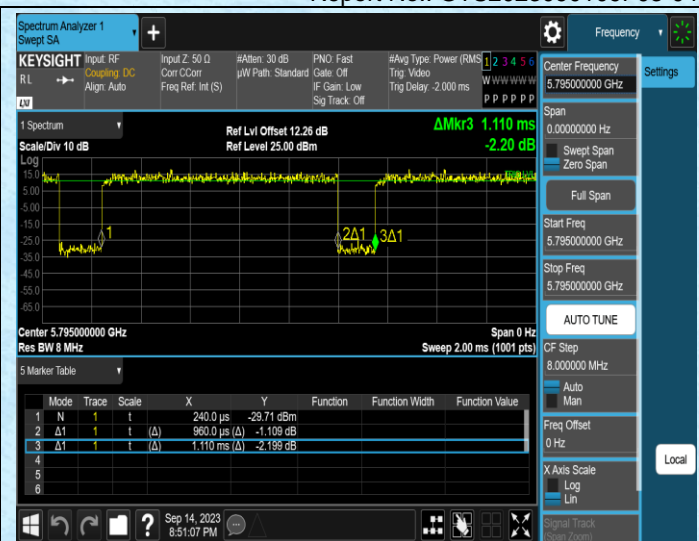 Spectrum Analyzer 1
Swept SA
+
Frequency
KEYSIGHT
RL
LXI
Input: RF
Coupling: DC
Align: Auto
Input Z: 50 Ω
Corr CCorr
Freq Ref: Int (S)
#Atten: 30 dB
µW Path: Standard
PNO: Fast
Gate: Off
IF Gain: Low
Sig Track: Off
#Avg Type: Power (RMS
Trig: Video
Trig Delay: -2.000 ms
1 2 3 4 5 6
W W W W W W
P P P P P P
Center Frequency
5.795000000 GHz
Settings
1 Spectrum
Scale/Div 10 dB
Ref Lvl Offset 12.26 dB
Ref Level 25.00 dBm
ΔMkr3 1.110 ms
-2.20 dB
Log
15.0
5.00
-5.00
-15.0
-25.0
-35.0
-45.0
-55.0
-65.0
1
2Δ1
3Δ1
Center 5.795000000 GHz
Res BW 8 MHz
Span 0 Hz
Sweep 2.00 ms (1001 pts)
Span
0.00000000 Hz
Swept Span
Zero Span
Full Span
Start Freq
5.795000000 GHz
Stop Freq
5.795000000 GHz
AUTO TUNE
CF Step
8.000000 MHz
Auto
Man
Freq Offset
0 Hz
X Axis Scale
Log
Lin
Signal Track
(Span Zoom)
Local
5 Marker Table
Mode Trace Scale X Y Function Function Width Function Value
1 N 1 t 240.0 µs -29.71 dBm
2 Δ1 1 t (Δ) 960.0 µs (Δ) -1.109 dB
3 Δ1 1 t (Δ) 1.110 ms (Δ) -2.199 dB
4
5
6
?
Sep 14, 2023
8:51:07 PM